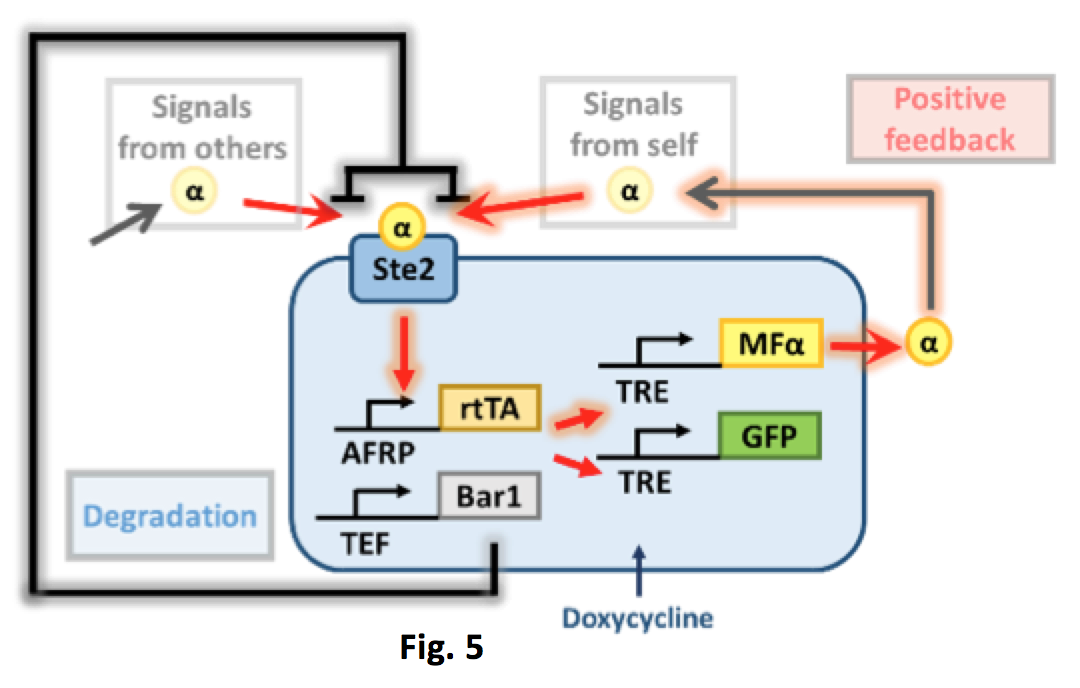 Signals
from others
α
Signals
from self
α
Positive
feedback
α
Ste2
MFα
α
TRE
rtTA
AFRP
GFP
TRE
Bar1
TEF
Degradation
Doxycycline
Fig. 5